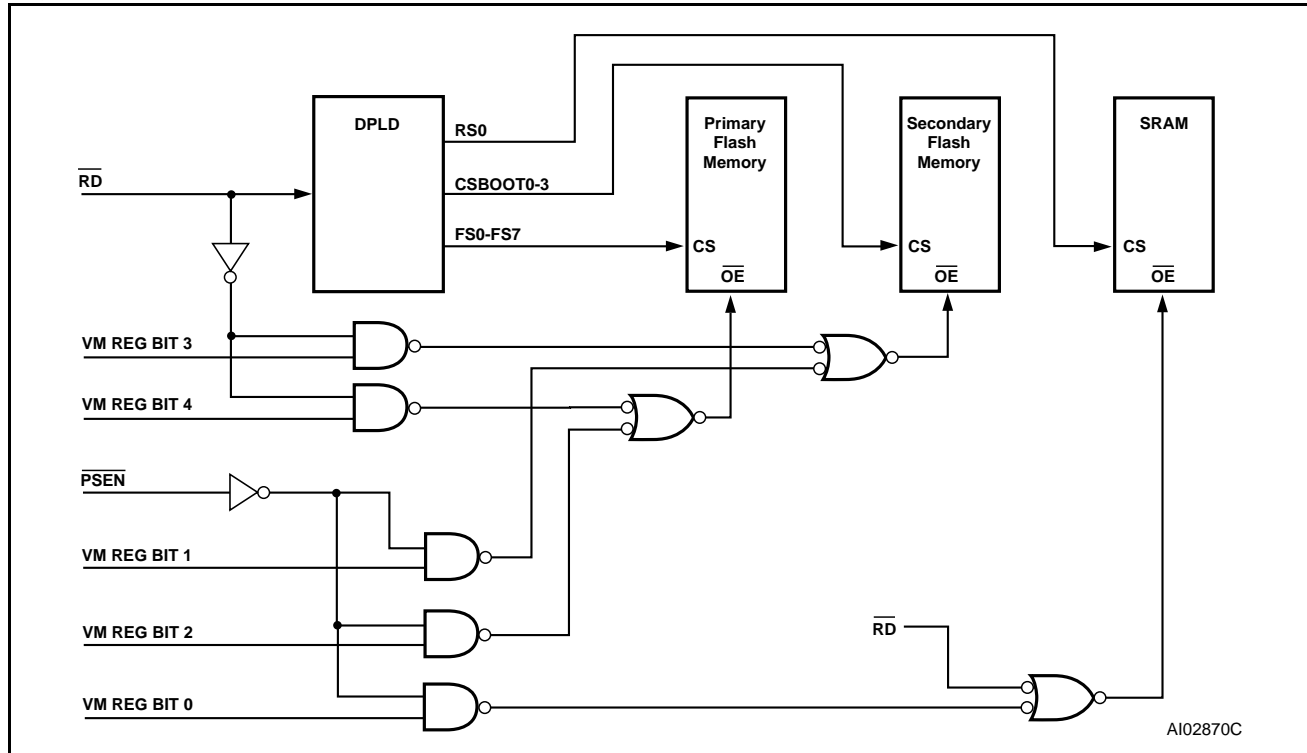 DPLD
RS0
CSBOOT0-3
FS0-FS7
Primary
Flash
Memory
CS
OE
Secondary
Flash
Memory
CS
OE
SRAM
CS
OE
RD
VM REG BIT 3
VM REG BIT 4
PSEN
VM REG BIT 1
VM REG BIT 2
VM REG BIT 0
RD
AI02870C